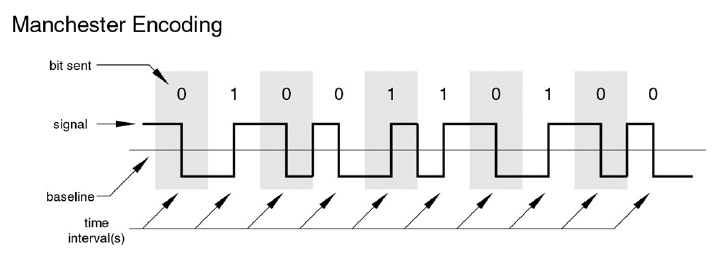 Manchester Encoding
bit sent
0 1 0 0 1 1 0 1 0 0
signal
baseline
time
interval(s)